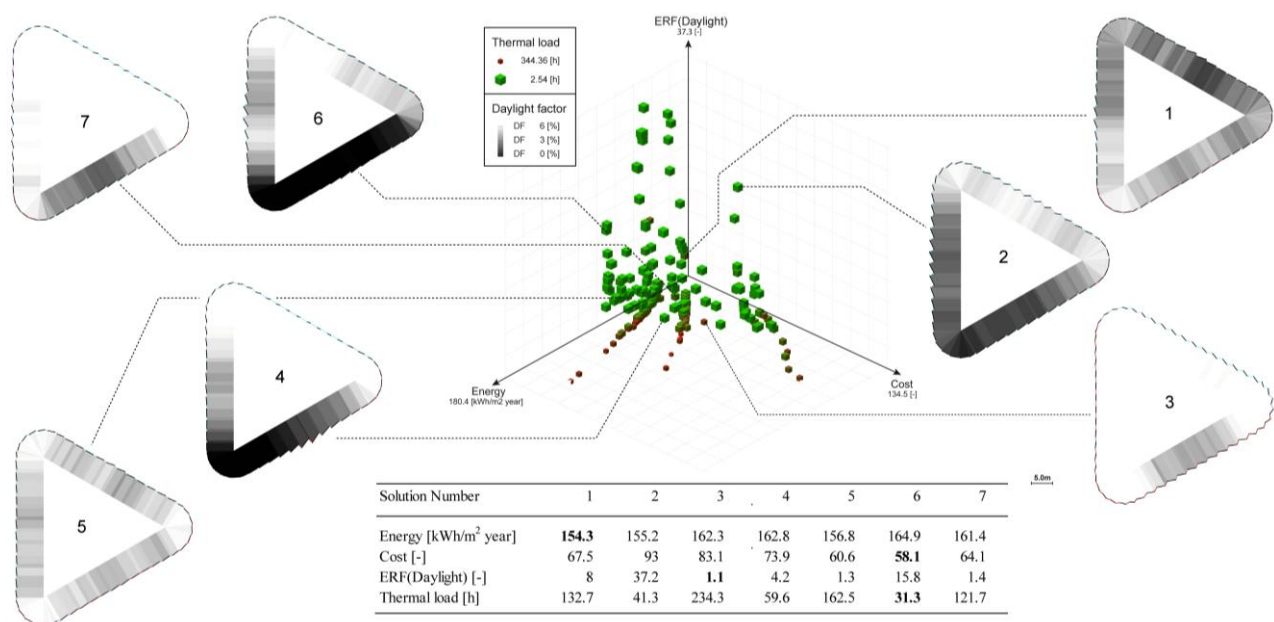 ERF(Daylight)
37.3 [-]
Thermal load
344.36 [h]
2.54 [h]
Daylight factor
DF 6 [%]
DF 3 [%]
DF 0 [%]
7
6
1
2
4
3
5
Energy
180.4 [kWh/m2 year]
Cost
134.5 [-]
5.0m
Solution Number 1 2 3 4 5 6 7
Energy [kWh/m² year] 154.3 155.2 162.3 162.8 156.8 164.9 161.4
Cost [-] 67.5 93 83.1 73.9 60.6 58.1 64.1
ERF(Daylight) [-] 8 37.2 1.1 4.2 1.3 15.8 1.4
Thermal load [h] 132.7 41.3 234.3 59.6 162.5 31.3 121.7